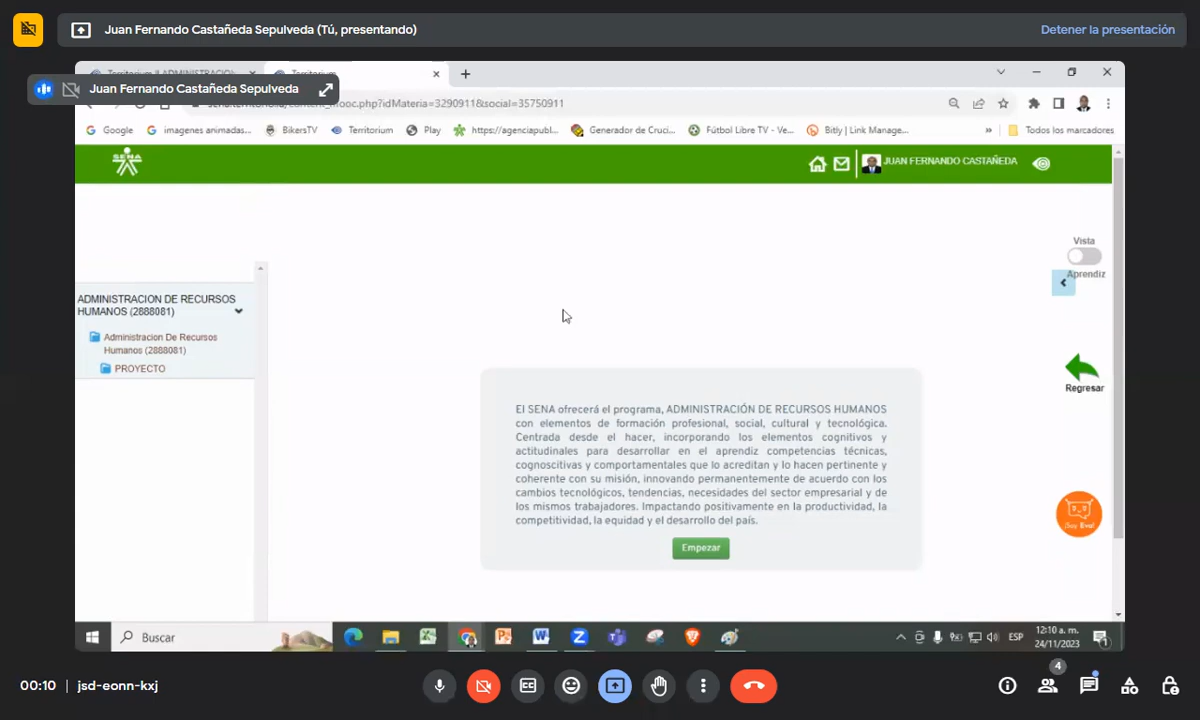 Juan Fernando Castañeda Sepulveda (Tú, presentando)
Detener la presentación
Juan Fernando Castañeda Sepulveda
idMateria=3290911&social=35750911
Google
imagenes animadas...
BikersTV
Territorium
Play
https://agenciapubl...
Generador de Cruci...
Fútbol Libre TV - Ve...
Bitly | Link Manage...
»
Todos los marcadores
SENA
JUAN FERNANDO CASTAÑEDA
Vista
Aprendiz
ADMINISTRACION DE RECURSOS
HUMANOS (2888081)
Administracion De Recursos
Humanos (2888081)
PROYECTO
Regresar
El SENA ofrecerá el programa, ADMINISTRACIÓN DE RECURSOS HUMANOS
con elementos de formación profesional, social, cultural y tecnológica.
Centrada desde el hacer, incorporando los elementos cognitivos y
actitudinales para desarrollar en el aprendiz competencias técnicas,
cognoscitivas y comportamentales que lo acreditan y lo hacen pertinente y
coherente con su misión, innovando permanentemente de acuerdo con los
cambios tecnológicos, tendencias, necesidades del sector empresarial y de
los mismos trabajadores. Impactando positivamente en la productividad, la
competitividad, la equidad y el desarrollo del país.
Empezar
Soy Eva!
Buscar
ESP
12:10 a. m.
24/11/2023
1
00:10 | jsd-eonn-kxj
4